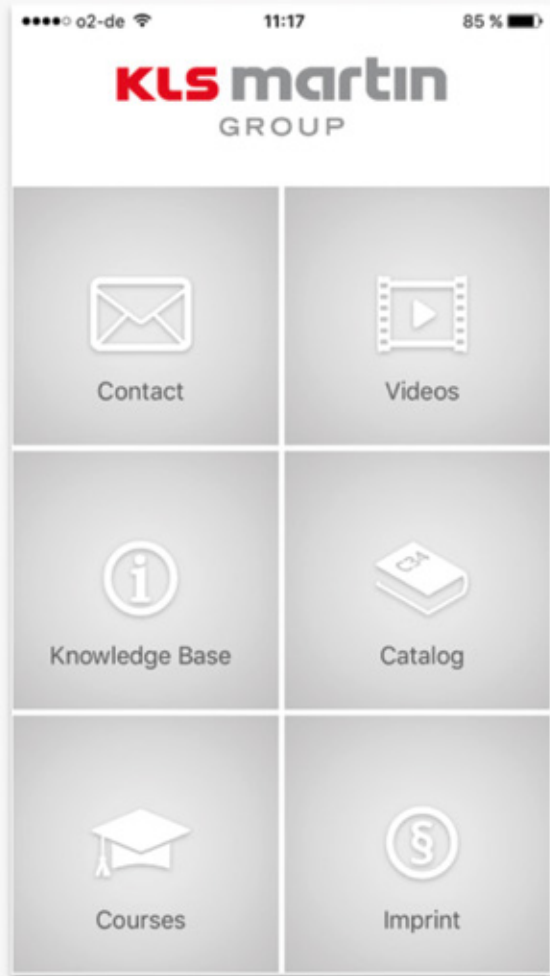 o2-de 11:17 85 %
KLS martin
GROUP
Contact Videos
Knowledge Base Catalog
Courses Imprint
§